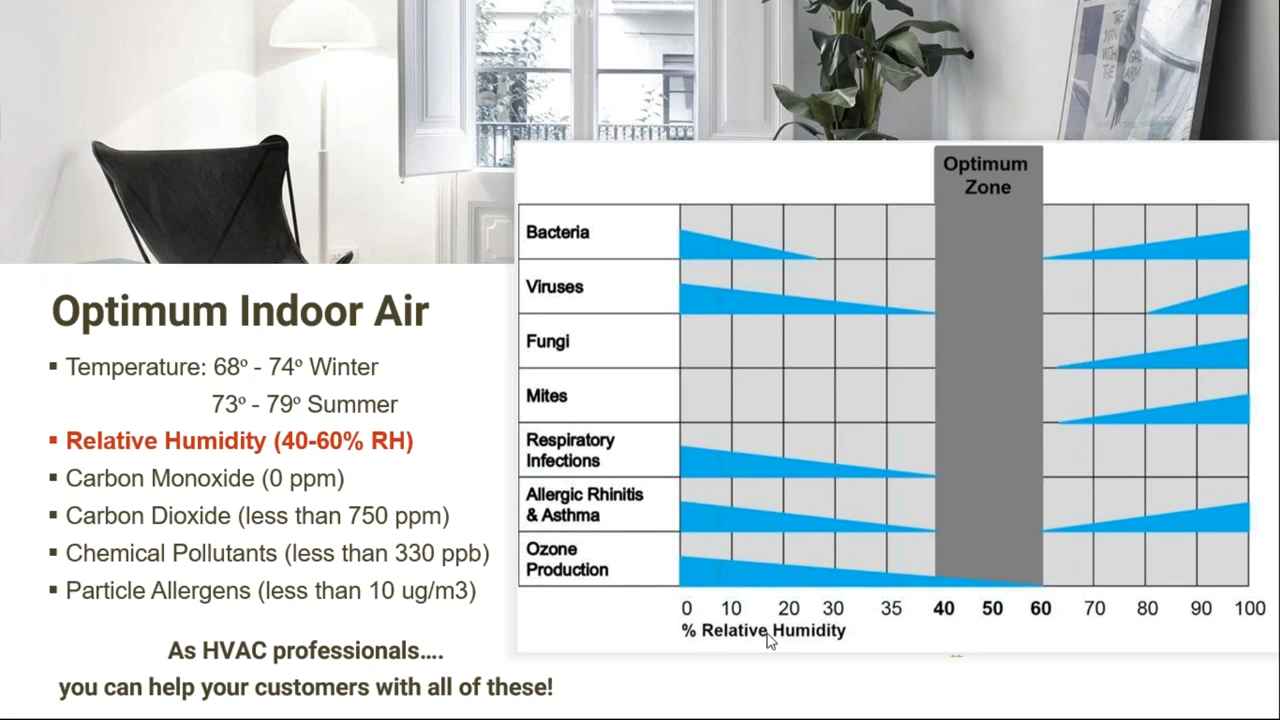 Optimum Indoor Air
▪ Temperature: 68º - 74º Winter
73º - 79º Summer
▪ Relative Humidity (40-60% RH)
▪ Carbon Monoxide (0 ppm)
▪ Carbon Dioxide (less than 750 ppm)
▪ Chemical Pollutants (less than 330 ppb)
▪ Particle Allergens (less than 10 ug/m3)
As HVAC professionals....
you can help your customers with all of these!
Optimum
Zone
Bacteria
Viruses
Fungi
Mites
Respiratory
Infections
Allergic Rhinitis
& Asthma
Ozone
Production
0 10 20 30 35 40 50 60 70 80 90 100
% Relative Humidity